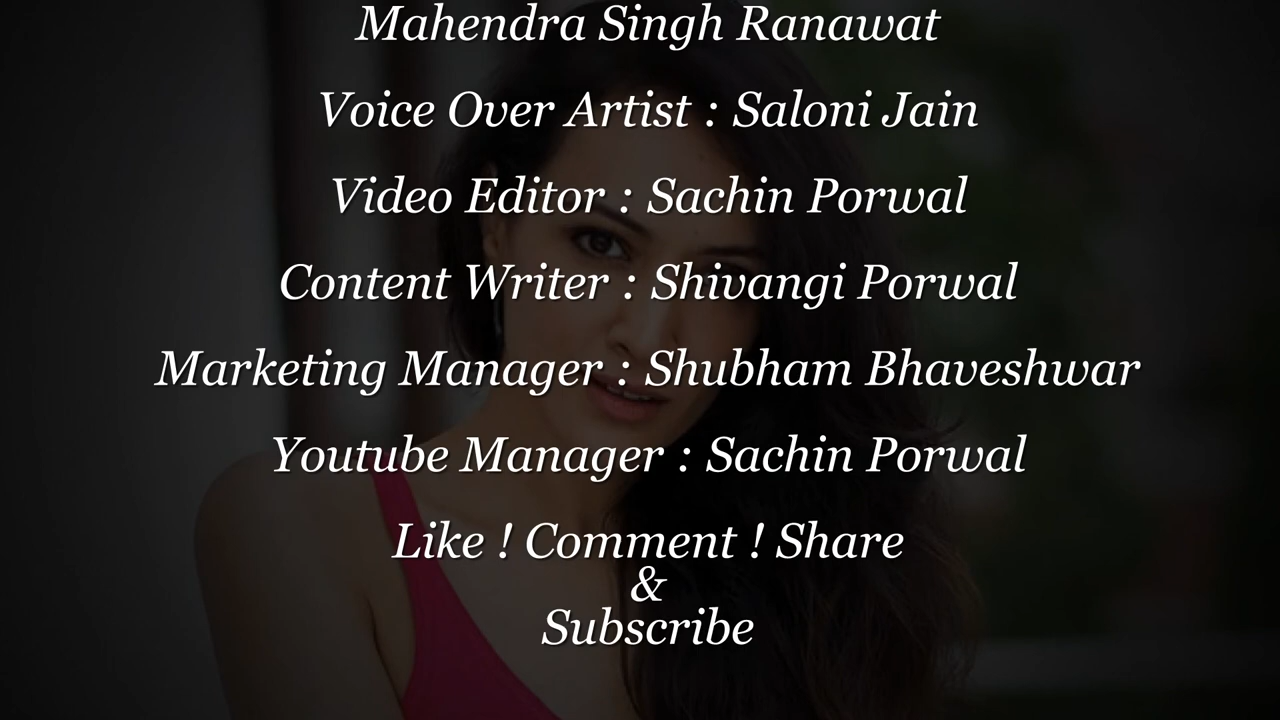 Mahendra Singh Ranawat
Voice Over Artist : Saloni Jain
Video Editor : Sachin Porwal
Content Writer : Shivangi Porwal
Marketing Manager : Shubham Bhaveshwar
Youtube Manager : Sachin Porwal
Like ! Comment ! Share
&
Subscribe